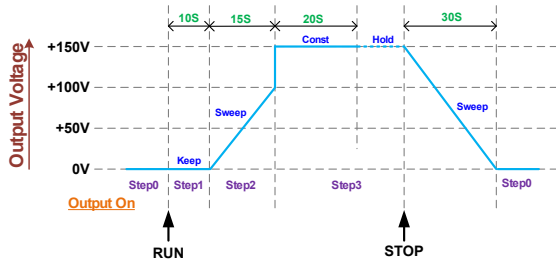 10S 15S 20S 30S
Output Voltage
+150V
+100V
+50V
0V
Const Hold
Sweep Sweep
Keep
Step0 Step1 Step2 Step3 Step0
Output On
RUN STOP